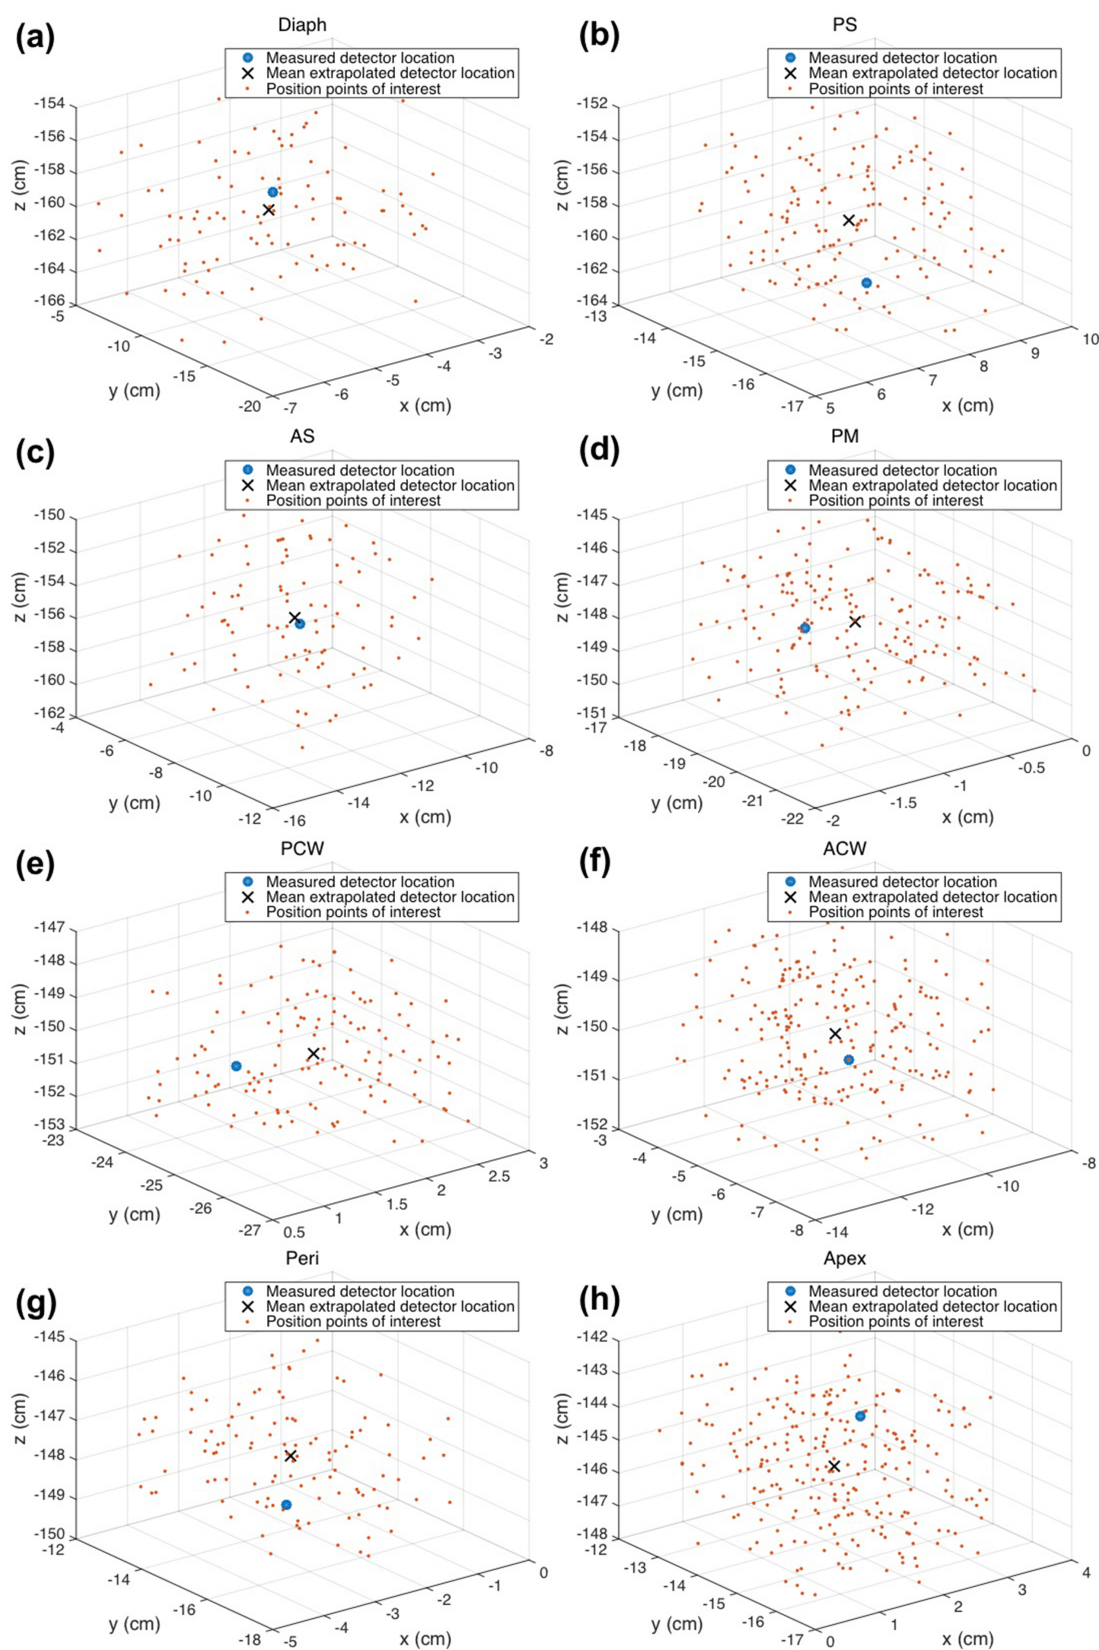 (a)
Diaph
Measured detector location
Mean extrapolated detector location
Position points of interest
-154
-156
-158
-160
-162
-164
-166
z (cm)
-5
-10
-15
-20
y (cm)
-7
-6
-5
-4
-3
-2
x (cm)
(b)
PS
Measured detector location
Mean extrapolated detector location
Position points of interest
-152
-154
-156
-158
-160
-162
-164
z (cm)
-13
-14
-15
-16
-17
y (cm)
5
6
7
8
9
10
x (cm)
(c)
AS
Measured detector location
Mean extrapolated detector location
Position points of interest
-150
-152
-154
-156
-158
-160
-162
z (cm)
-4
-6
-8
-10
-12
y (cm)
-16
-14
-12
-10
-8
x (cm)
(d)
PM
Measured detector location
Mean extrapolated detector location
Position points of interest
-145
-146
-147
-148
-149
-150
-151
z (cm)
-17
-18
-19
-20
-21
-22
y (cm)
-2
-1.5
-1
-0.5
0
x (cm)
(e)
PCW
Measured detector location
Mean extrapolated detector location
Position points of interest
-147
-148
-149
-150
-151
-152
-153
z (cm)
-23
-24
-25
-26
-27
y (cm)
0.5
1
1.5
2
2.5
3
x (cm)
(f)
ACW
Measured detector location
Mean extrapolated detector location
Position points of interest
-148
-149
-150
-151
-152
z (cm)
-3
-4
-5
-6
-7
-8
y (cm)
-14
-12
-10
-8
x (cm)
(g)
Peri
Measured detector location
Mean extrapolated detector location
Position points of interest
-145
-146
-147
-148
-149
-150
z (cm)
-12
-14
-16
-18
y (cm)
-5
-4
-3
-2
-1
0
x (cm)
(h)
Apex
Measured detector location
Mean extrapolated detector location
Position points of interest
-142
-143
-144
-145
-146
-147
-148
z (cm)
-12
-13
-14
-15
-16
-17
y (cm)
0
1
2
3
4
x (cm)